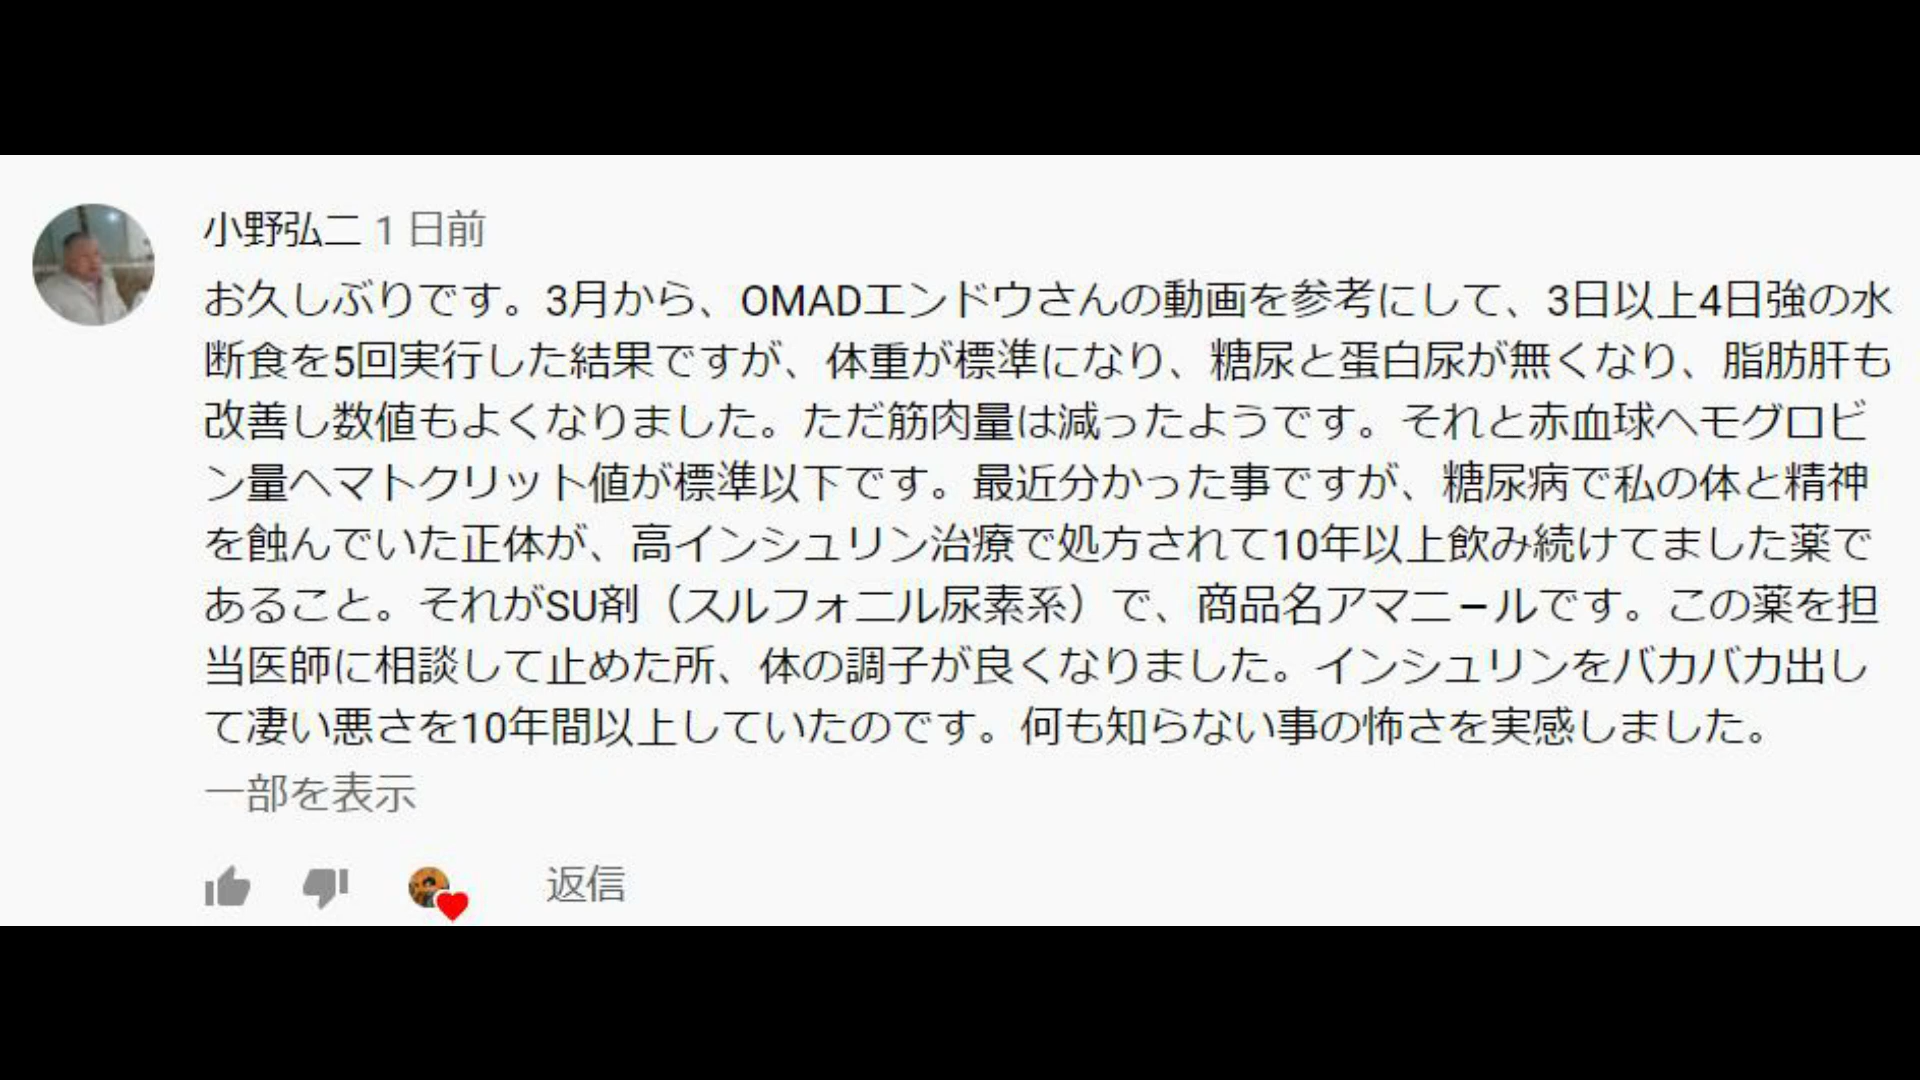 小野弘二 1 日前
お久しぶりです。3月から、OMADエンドウさんの動画を参考にして、3日以上4日強の水
断食を5回実行した結果ですが、体重が標準になり、糖尿と蛋白尿が無くなり、脂肪肝も
改善し数値もよくなりました。ただ筋肉量は減ったようです。それと赤血球ヘモグロビ
ン量ヘマトクリット値が標準以下です。最近分かった事ですが、糖尿病で私の体と精神
を蝕んでいた正体が、高インシュリン治療で処方されて10年以上飲み続けてました薬で
あること。それがSU剤（スルフォニル尿素系）で、商品名アマニールです。この薬を担
当医師に相談して止めた所、体の調子が良くなりました。インシュリンをバカバカ出し
て凄い悪さを10年間以上していたのです。何も知らない事の怖さを実感しました。
一部を表示
返信